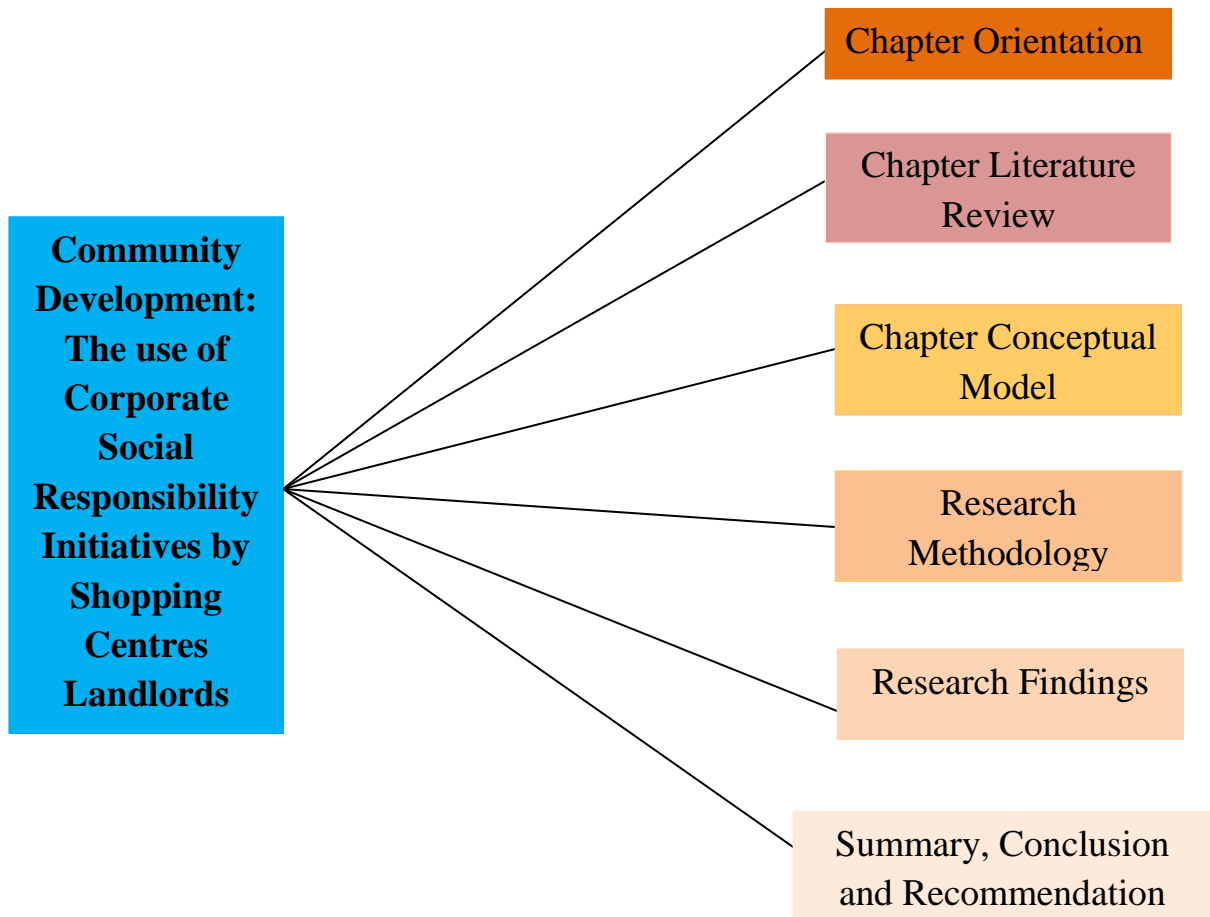 Community
Development:
The use of
Corporate
Social
Responsibility
Initiatives by
Shopping
Centres
Landlords
Chapter Orientation
Chapter Literature
Review
Chapter Conceptual
Model
Research
Methodology
Research Findings
Summary, Conclusion
and Recommendation